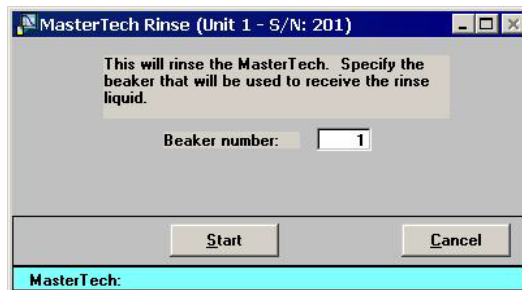 MasterTech Rinse (Unit 1 - S/N: 201)
This will rinse the MasterTech. Specify the
beaker that will be used to receive the rinse
liquid.
Beaker number: 1
Start Cancel
MasterTech: